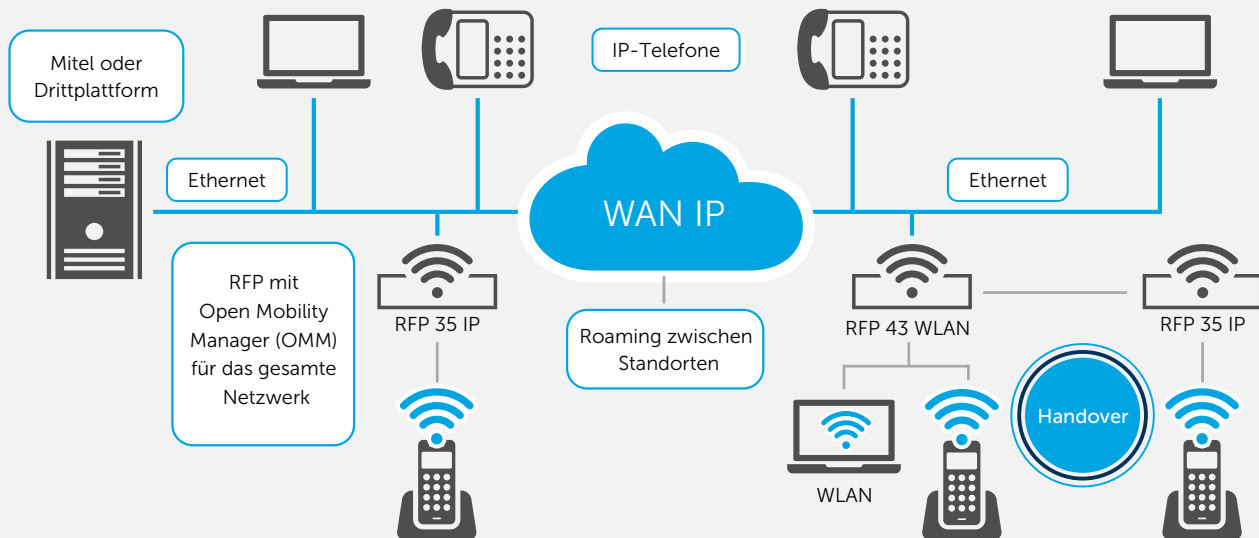 Mitel oder
Drittplattform
IP-Telefone
Ethernet
WAN IP
Ethernet
RFP mit
Open Mobility
Manager (OMM)
für das gesamte
Netzwerk
RFP 35 IP
Roaming zwischen
Standorten
RFP 43 WLAN
RFP 35 IP
Handover
WLAN